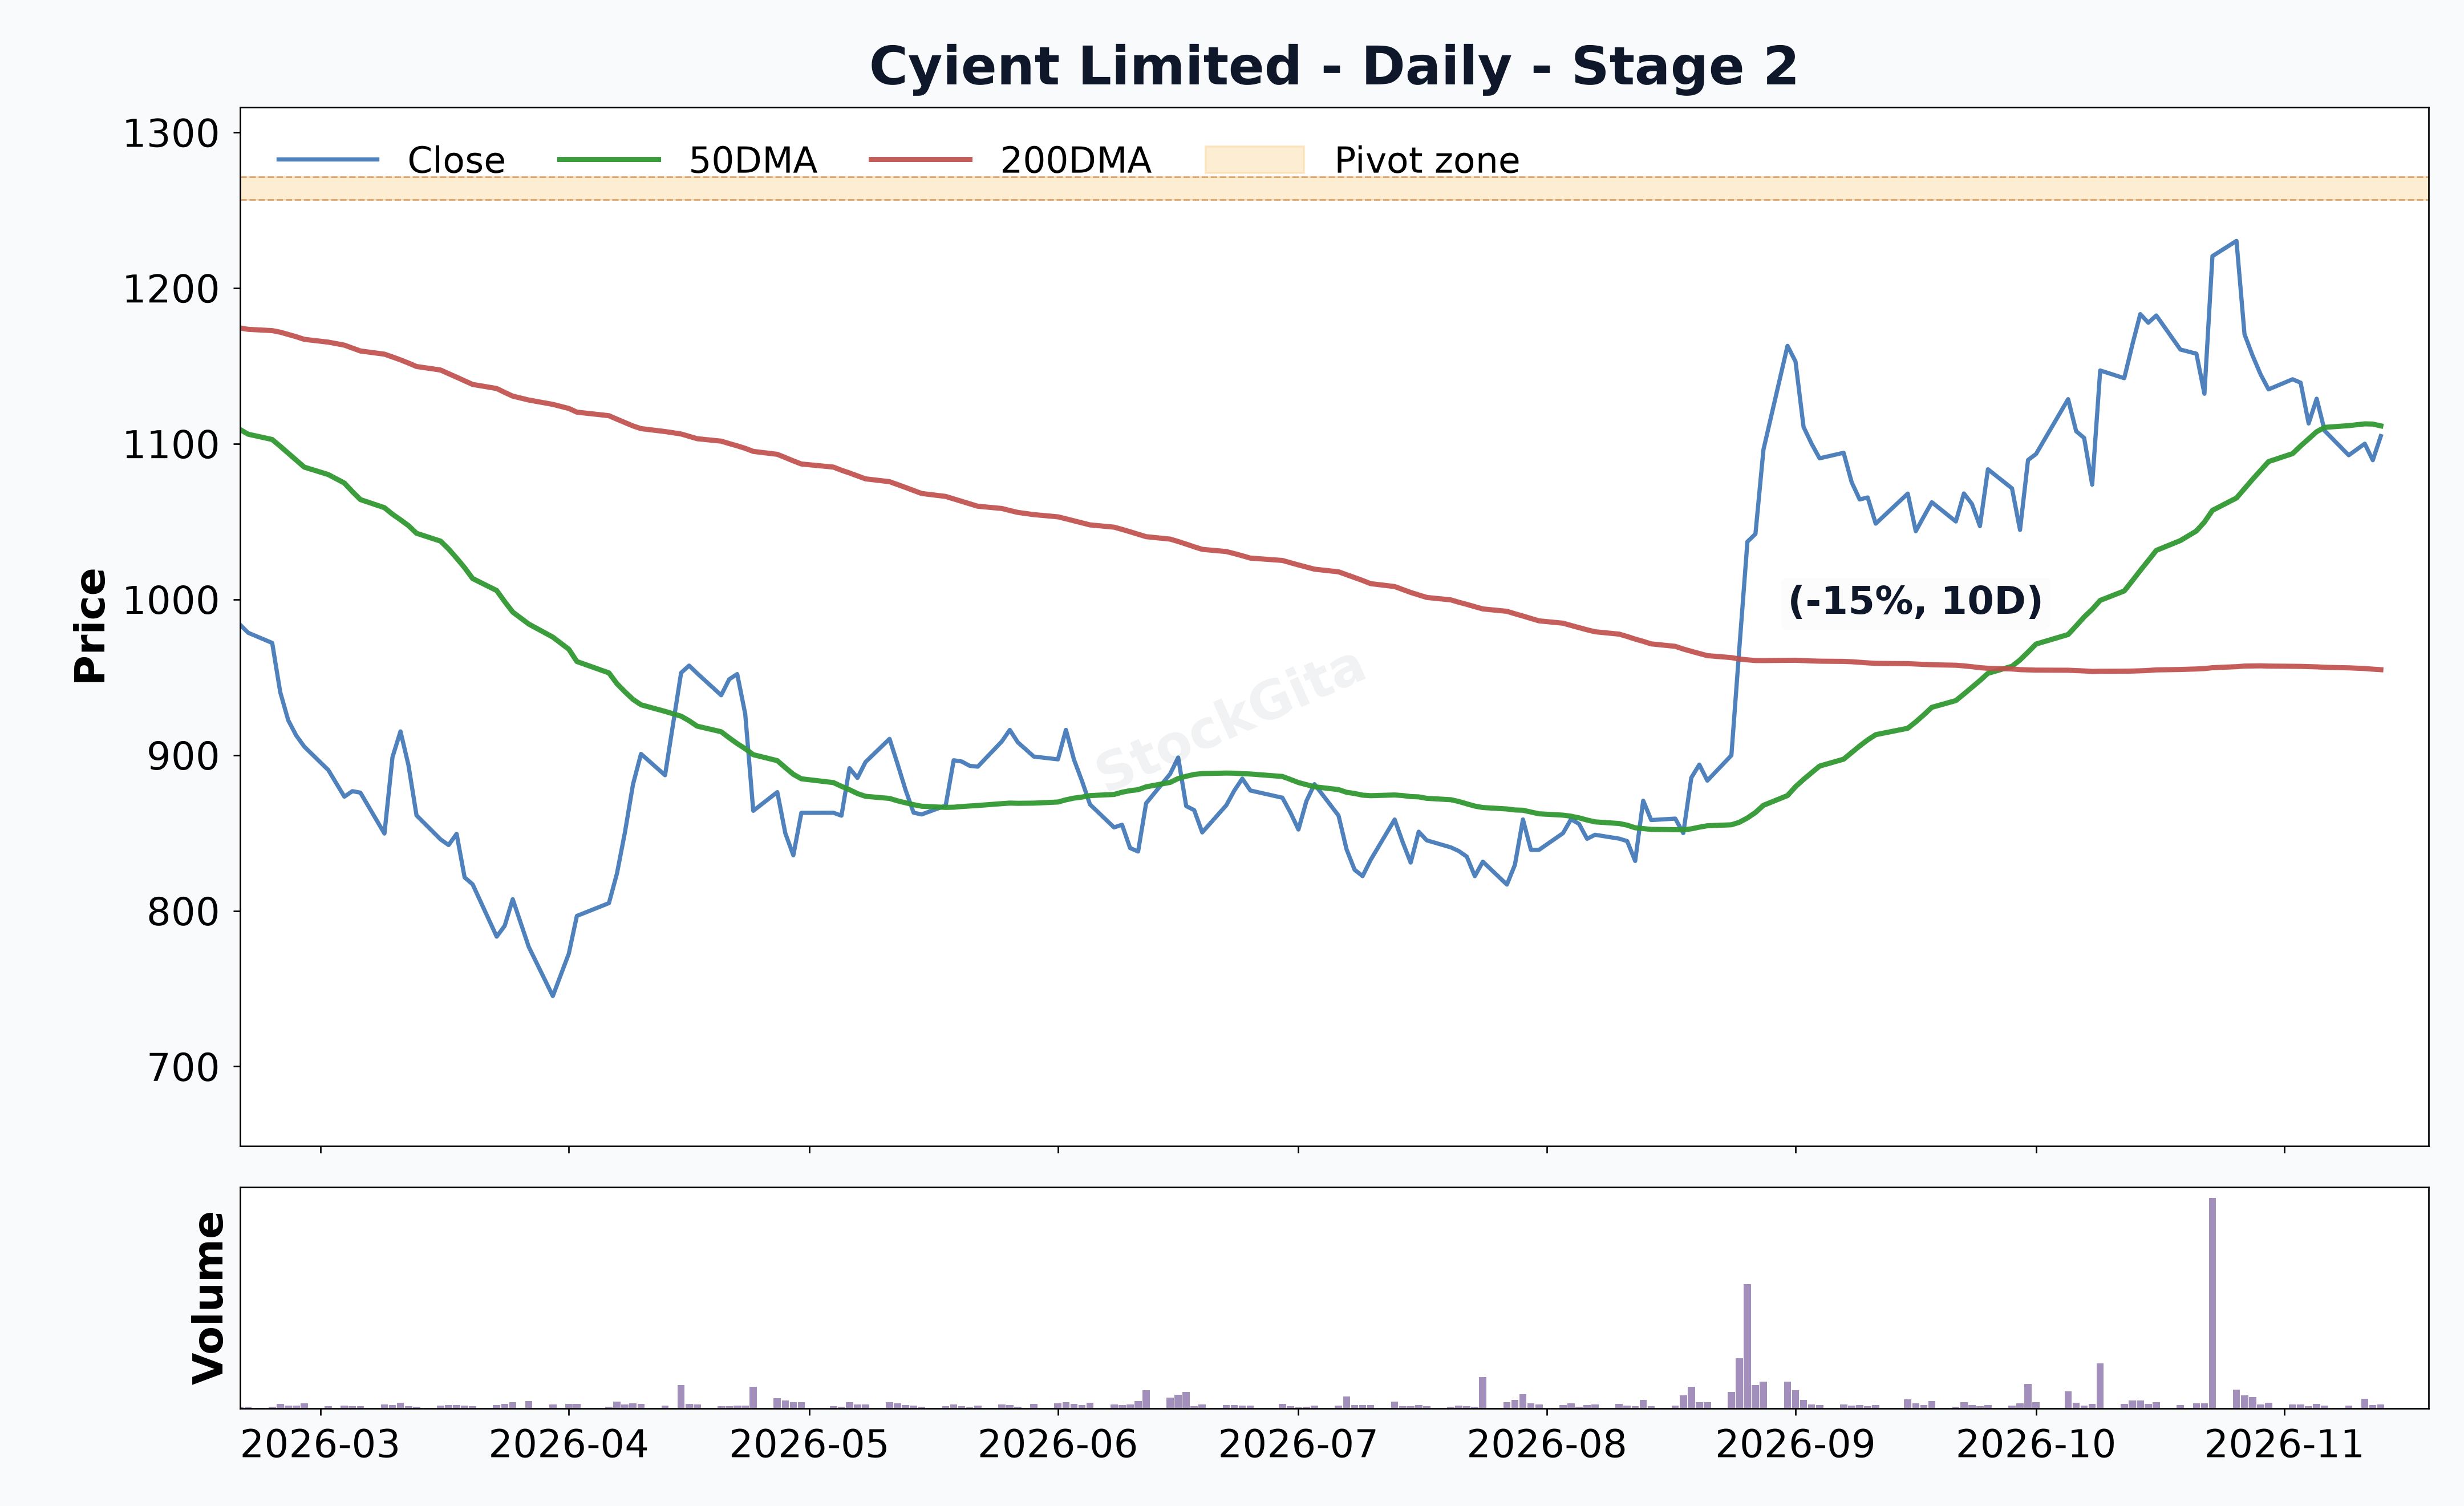 Cyient Limited - Daily - Stage 2
Close 50DMA 200DMA Pivot zone
1300
1200
1100
1000
900
800
700
Price
(-15%, 10D)
StockGita
Volume
2026-03 2026-04 2026-05 2026-06 2026-07 2026-08 2026-09 2026-10 2026-11